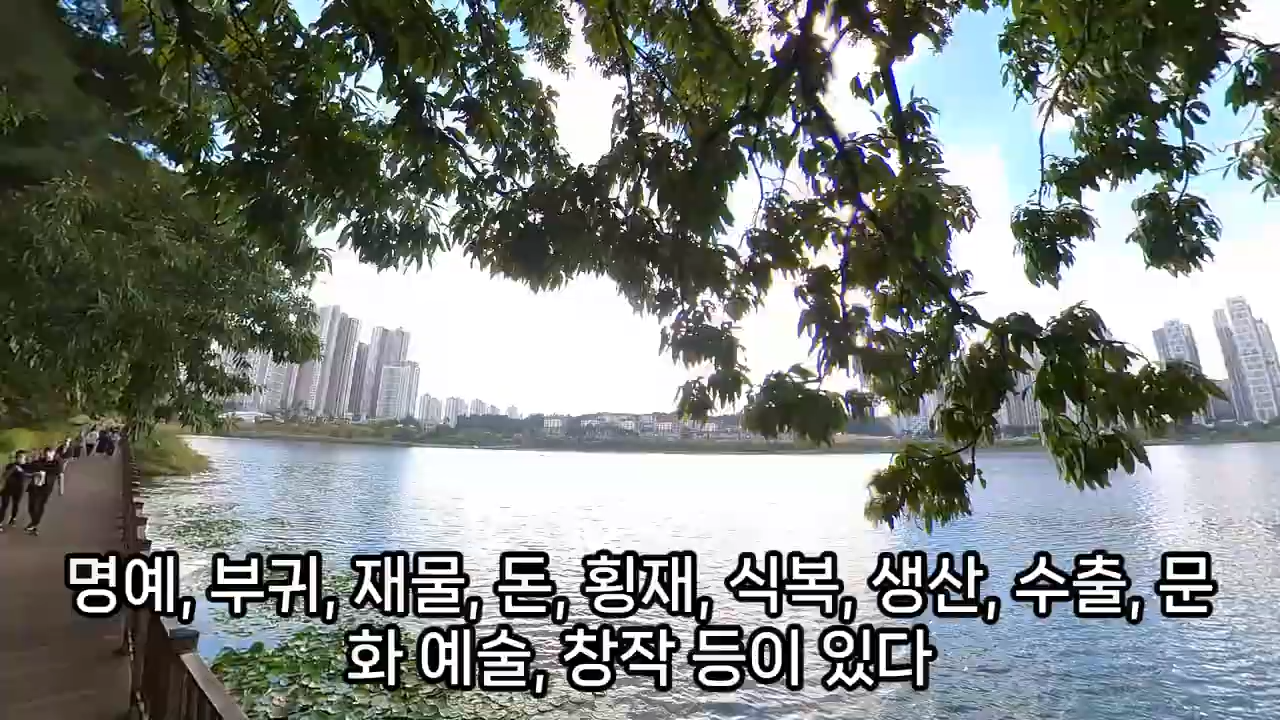 명예, 부귀, 재물, 돈, 횡재, 식복, 생산, 수출, 문
화 예술, 창작 등이 있다